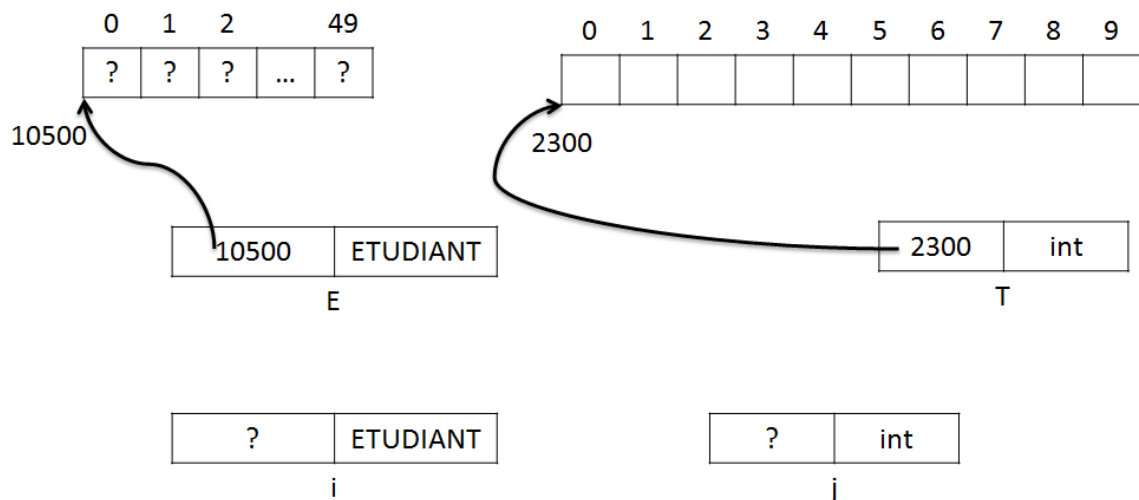 0 1 2 49
? ? ? ... ?
10500
10500 ETUDIANT
E
? ETUDIANT
i
0 1 2 3 4 5 6 7 8 9
2300
2300 int
T
? int
j